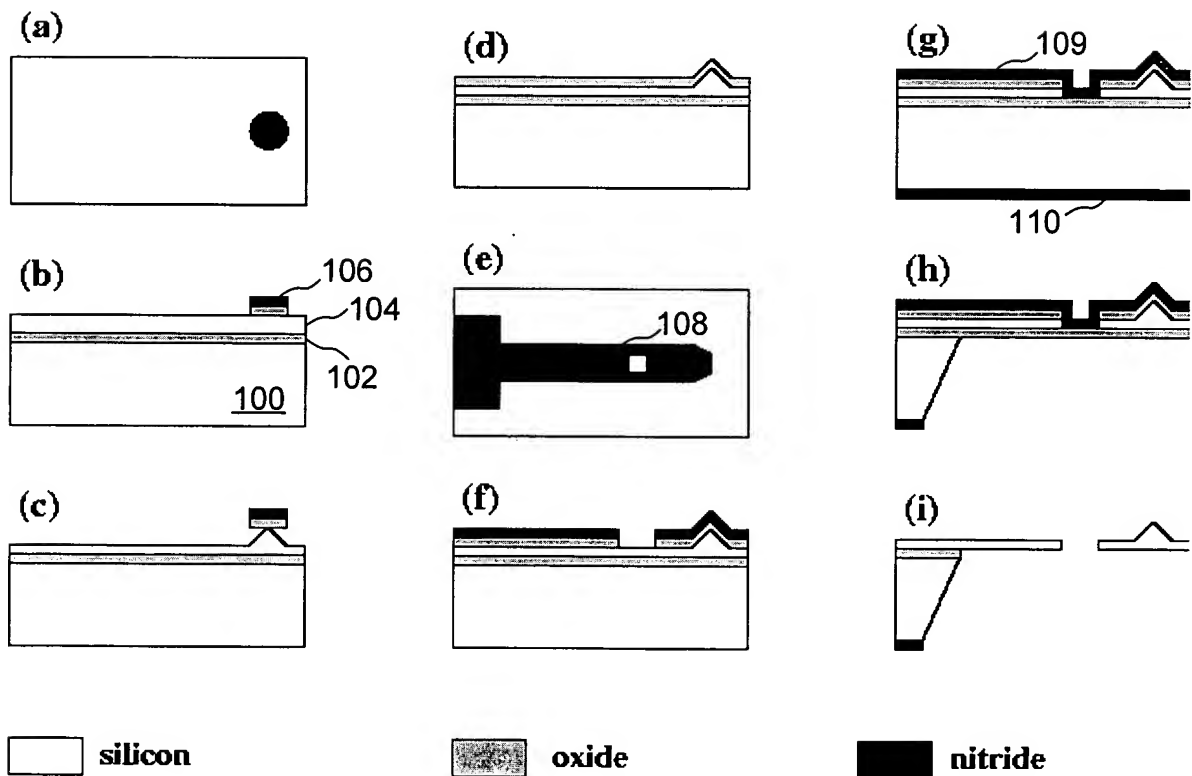 (a)
(b)
106
104
102
100
(c)
(d)
(e)
108
(f)
(g)
109
110
(h)
(i)
silicon
oxide
nitride